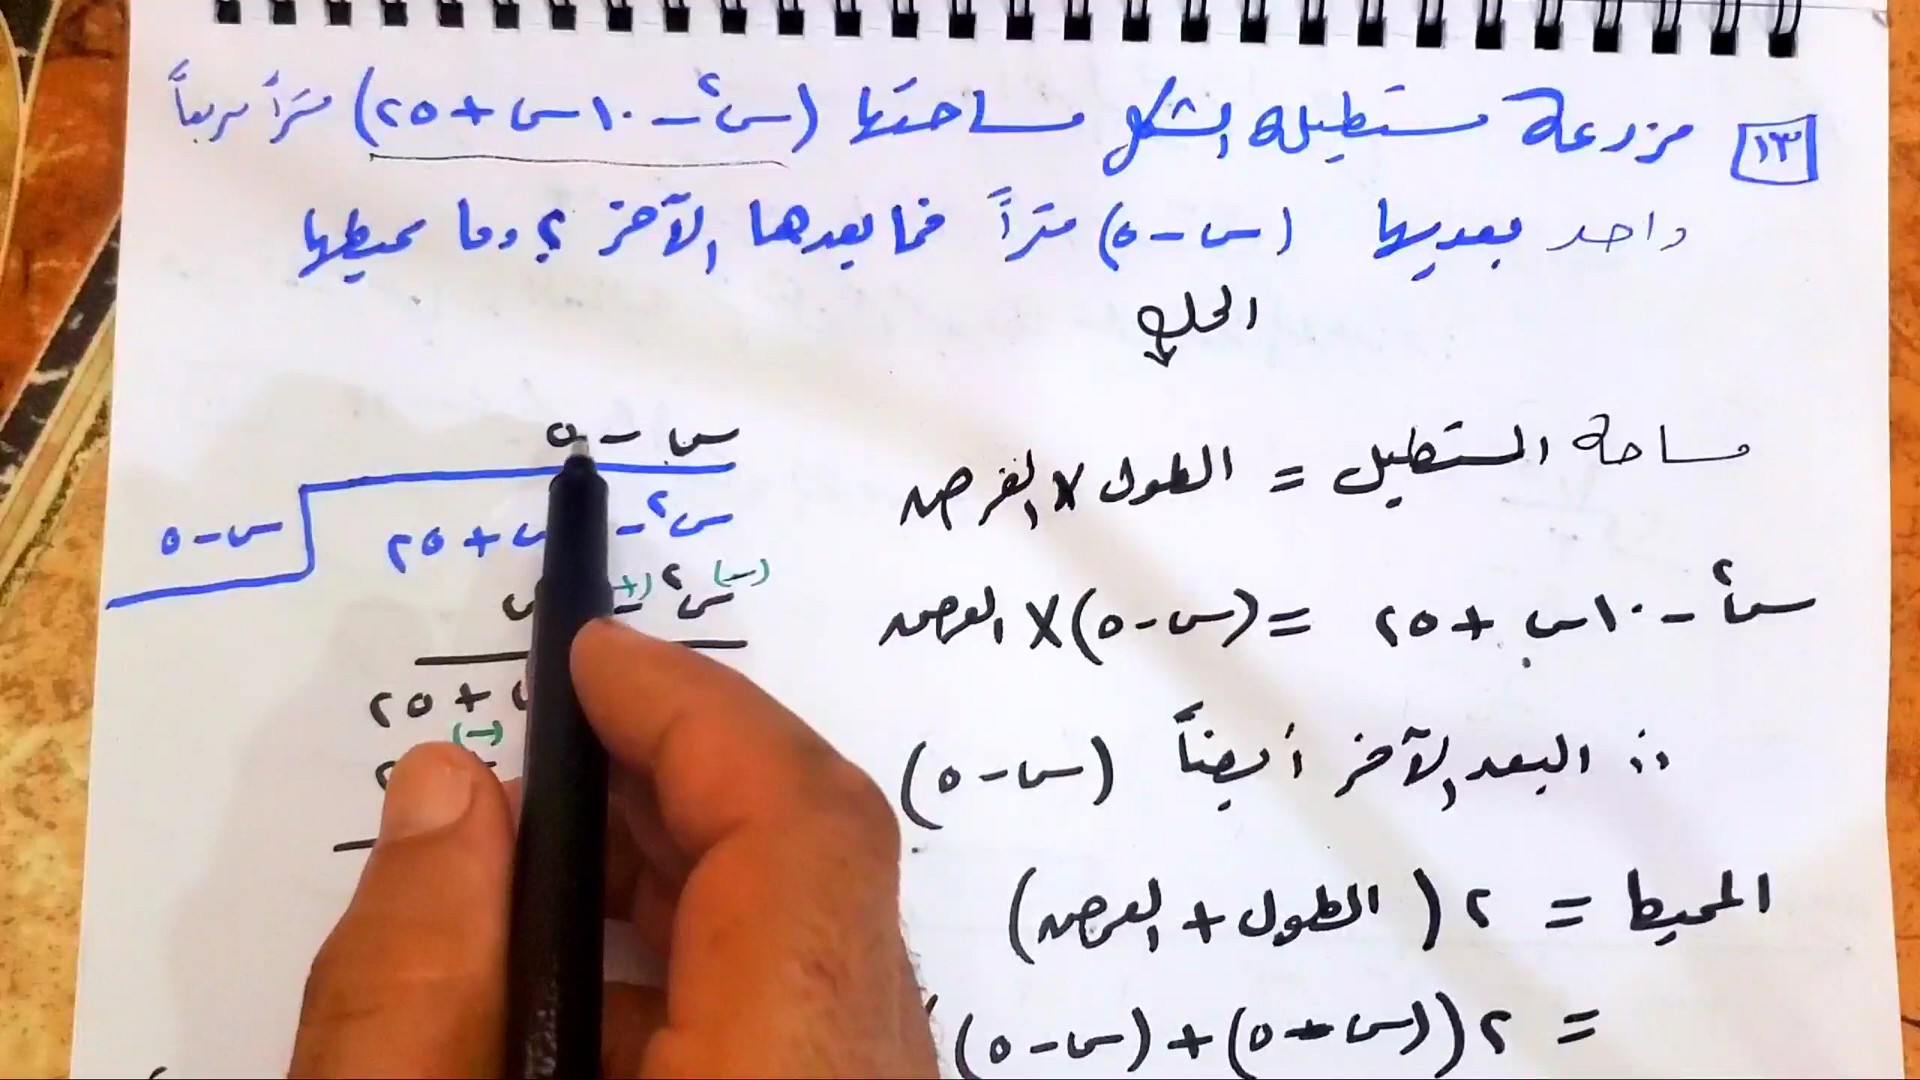 ١٣ مزرعة مستطيلة الشكل مساحتها (س٢ - ١٠س + ٢٥) متراً مربعاً
واحد بعديها (س - ٥) متراً فما بعدها الآخر ؟ وما محيطها
الحل
مساحة المستطيل = الطول × العرض
س٢ - ١٠س + ٢٥ = (س - ٥) × العرض
∴ البعد الآخر أيضاً (س - ٥)
المحيط = ٢ (الطول + العرض)
= ٢ ((س - ٥) + (س - ٥)
س - ٥
س٢ - س + ٢٥
س - ٥
(-) س٢ (+) - س
+ ٢٥
(-)